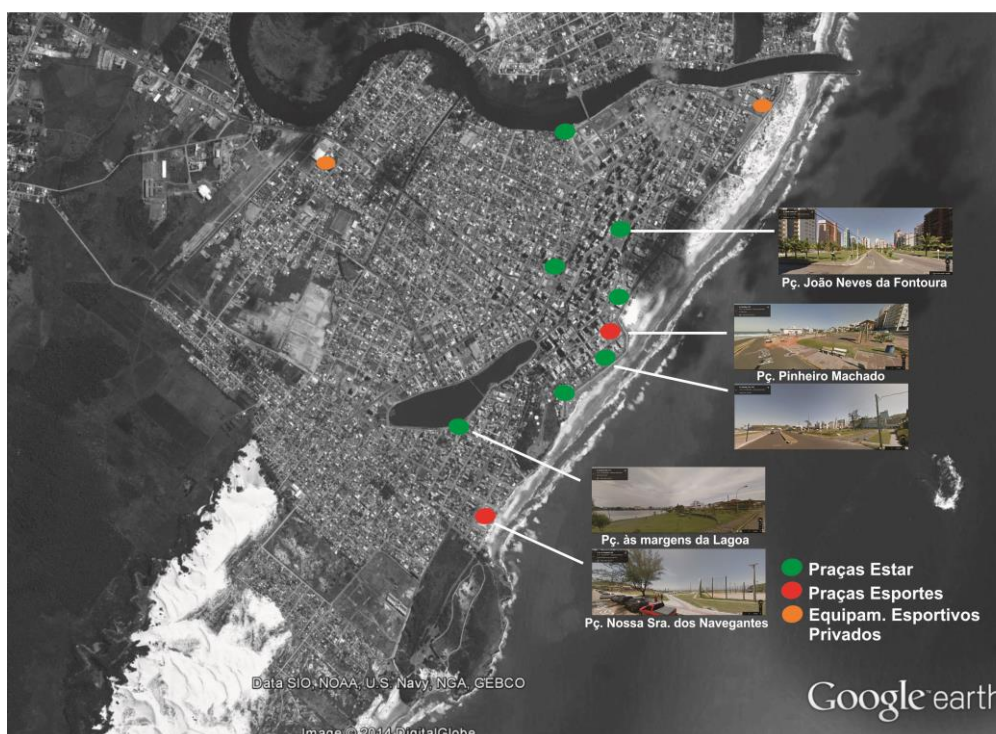 Pç. João Neves da Fontoura
Pç. Pinheiro Machado
Pç. às margens da Lagoa
Pç. Nossa Sra. dos Navegantes
Praças Estar
Praças Esportes
Equipam. Esportivos
Privados
Data SIO, NOAA, U.S. Navy, NGA, GEBCO
Image © 2014 DigitalGlobe
Google earth